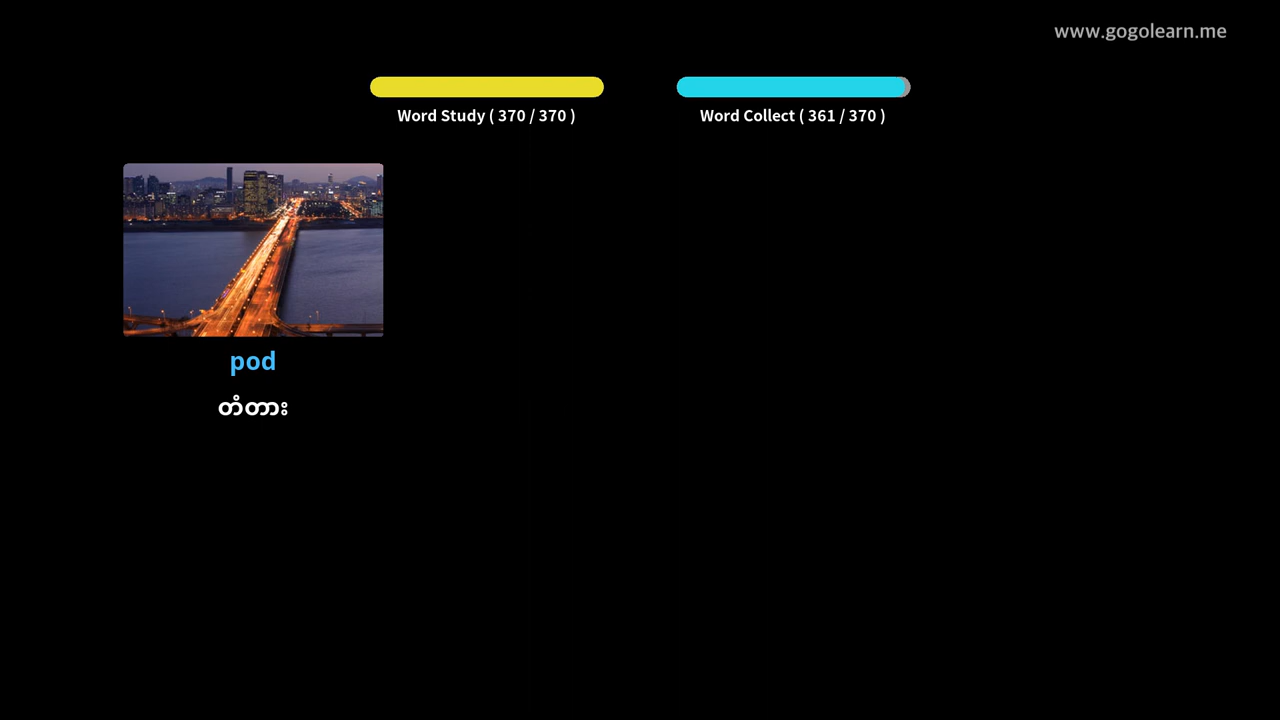 www.gogolearn.me
Word Study ( 370 / 370 )
Word Collect ( 361 / 370 )
pod
တံတား